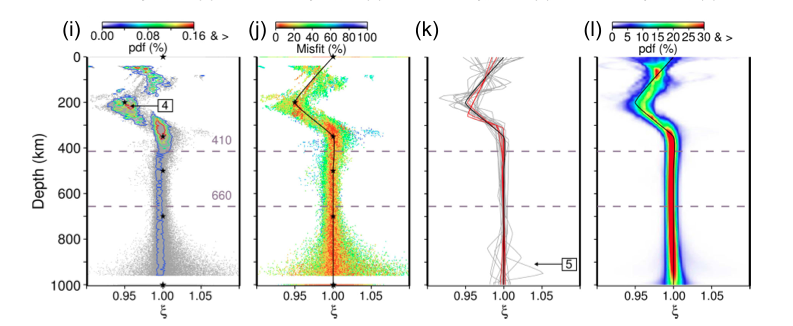 (i) (j) (k) (l)
0.00 0.08 0.16 & >
pdf (%)
0 20 40 60 80 100
Misfit (%)
0 5 10 15 20 25 30 & >
pdf (%)
Depth (km)
0
200
400
600
800
1000
4
410
660
5
0.95 1.00 1.05
ξ
0.95 1.00 1.05
ξ
0.95 1.00 1.05
ξ
0.95 1.00 1.05
ξ